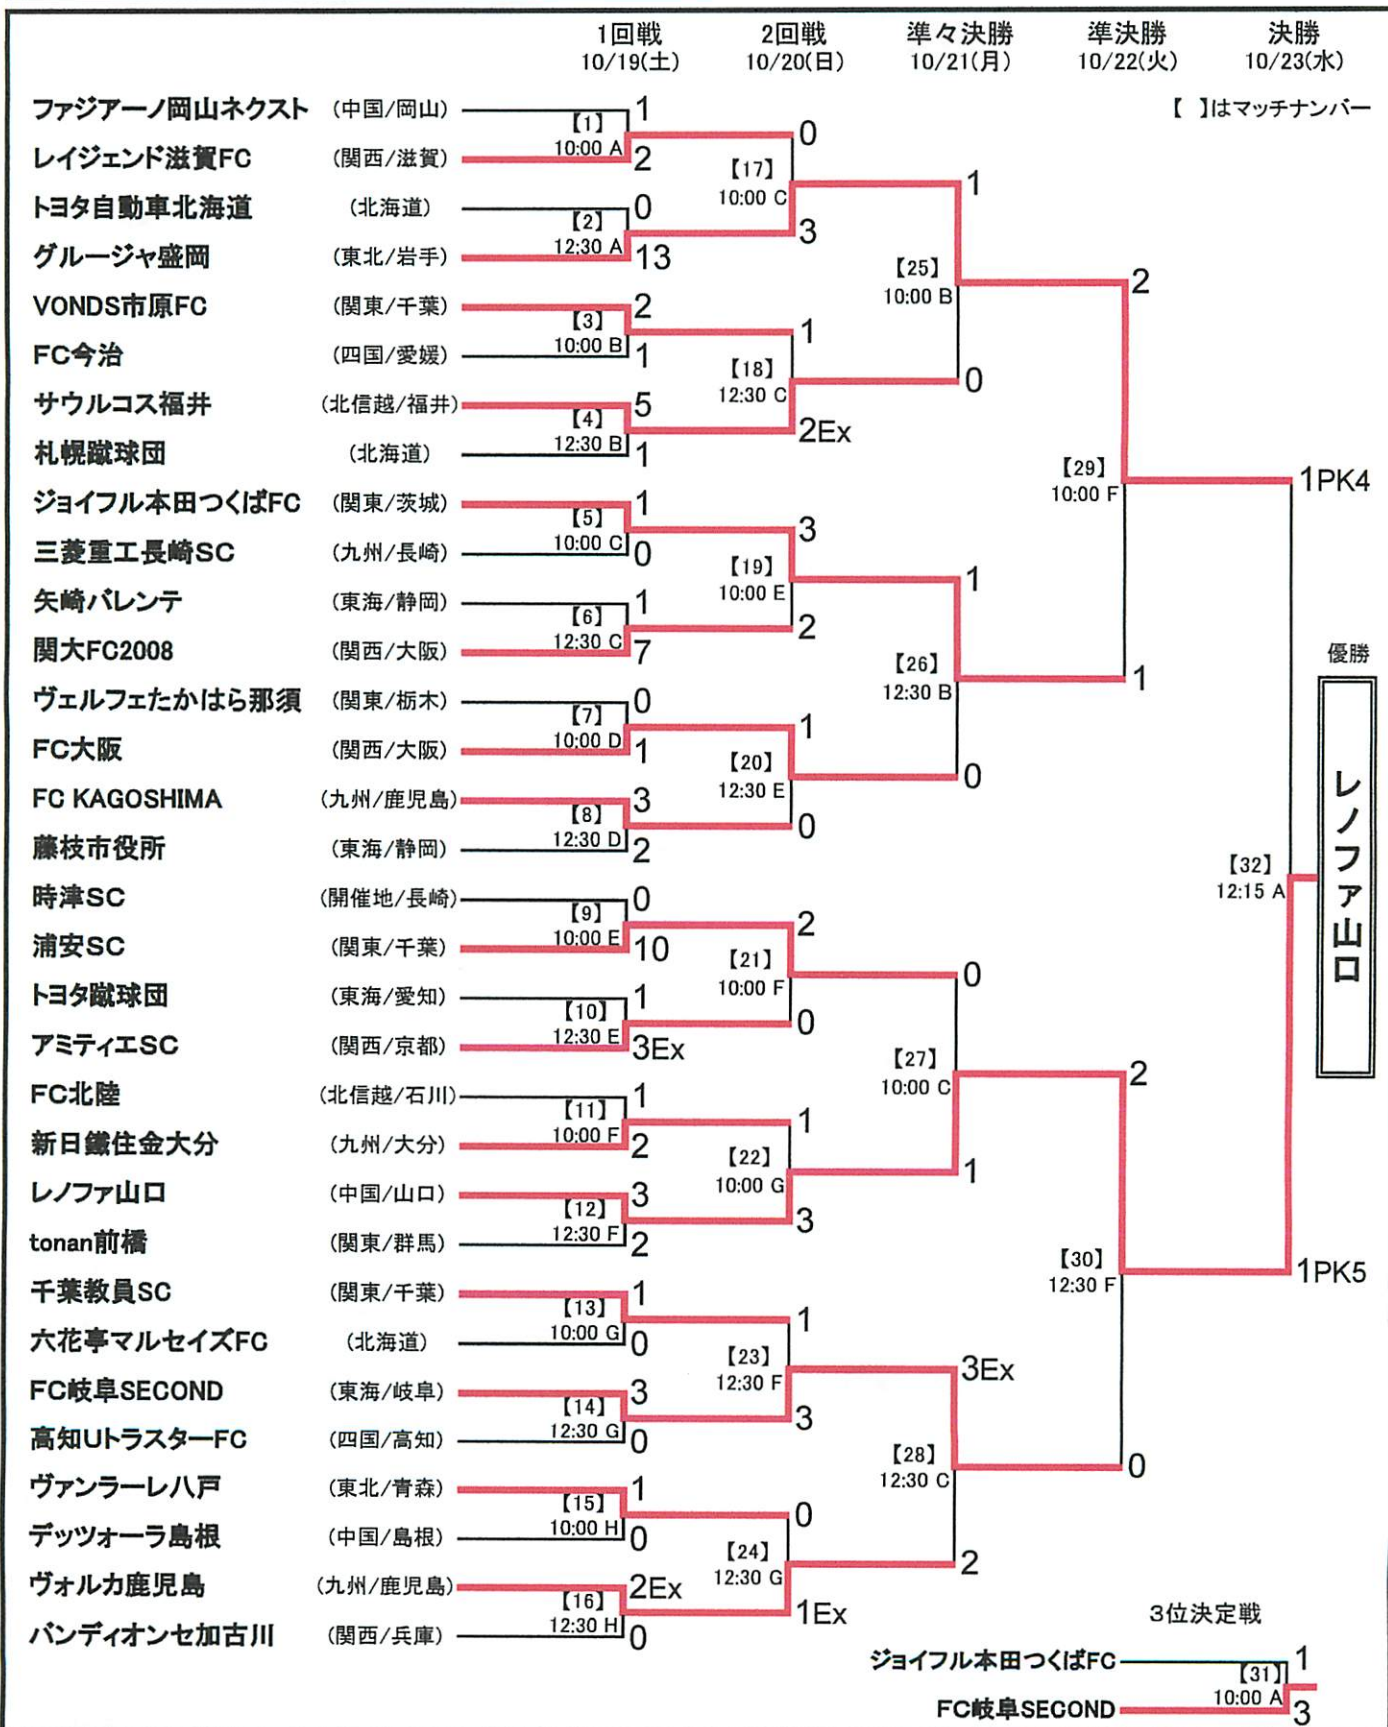 1回戦 2回戦 準々決勝 準決勝 決勝
10/19(土) 10/20(日) 10/21(月) 10/22(火) 10/23(水)
【 】はマッチナンバー
ファジアーノ岡山ネクスト (中国/岡山) 1
【1】
10:00 A
0
レイジェンド滋賀FC (関西/滋賀) 2
【17】
10:00 C
1
トヨタ自動車北海道 (北海道) 0
【2】
12:30 A
3
グルージャ盛岡 (東北/岩手) 13
【25】
10:00 B
2
VONDS市原FC (関東/千葉) 2
【3】
10:00 B
1
FC今治 (四国/愛媛) 1
【18】
12:30 C
0
サウルコス福井 (北信越/福井) 5
【4】
12:30 B
2Ex
札幌蹴球団 (北海道) 1
【29】
10:00 F
1PK4
ジョイフル本田つくばFC (関東/茨城) 1
【5】
10:00 C
3
三菱重工長崎SC (九州/長崎) 0
【19】
10:00 E
1
矢崎バレンテ (東海/静岡) 1
【6】
12:30 C
2
関大FC2008 (関西/大阪) 7
【26】
12:30 B
1
優勝
レノファ山口
ヴェルフェたかはら那須 (関東/栃木) 0
【7】
10:00 D
1
FC大阪 (関西/大阪) 1
【20】
12:30 E
0
FC KAGOSHIMA (九州/鹿児島) 3
【8】
12:30 D
0
藤枝市役所 (東海/静岡) 2
【32】
12:15 A
時津SC (開催地/長崎) 0
【9】
10:00 E
2
浦安SC (関東/千葉) 10
【21】
10:00 F
0
トヨタ蹴球団 (東海/愛知) 1
【10】
12:30 E
0
アミティエSC (関西/京都) 3Ex
【27】
10:00 C
2
FC北陸 (北信越/石川) 1
【11】
10:00 F
1
新日鐵住金大分 (九州/大分) 2
【22】
10:00 G
1
レノファ山口 (中国/山口) 3
【12】
12:30 F
3
tonan前橋 (関東/群馬) 2
【30】
12:30 F
1PK5
千葉教員SC (関東/千葉) 1
【13】
10:00 G
1
六花亭マルセイズFC (北海道) 0
【23】
12:30 F
3Ex
FC岐阜SECOND (東海/岐阜) 3
【14】
12:30 G
3
高知UトラスターFC (四国/高知) 0
【28】
12:30 C
0
ヴァンラーレ八戸 (東北/青森) 1
【15】
10:00 H
0
デッツォーラ島根 (中国/島根) 0
【24】
12:30 G
2
ヴォルカ鹿児島 (九州/鹿児島) 2Ex
【16】
12:30 H
1Ex
バンディオンセ加古川 (関西/兵庫) 0
3位決定戦
ジョイフル本田つくばFC 1
【31】
10:00 A
FC岐阜SECOND 3